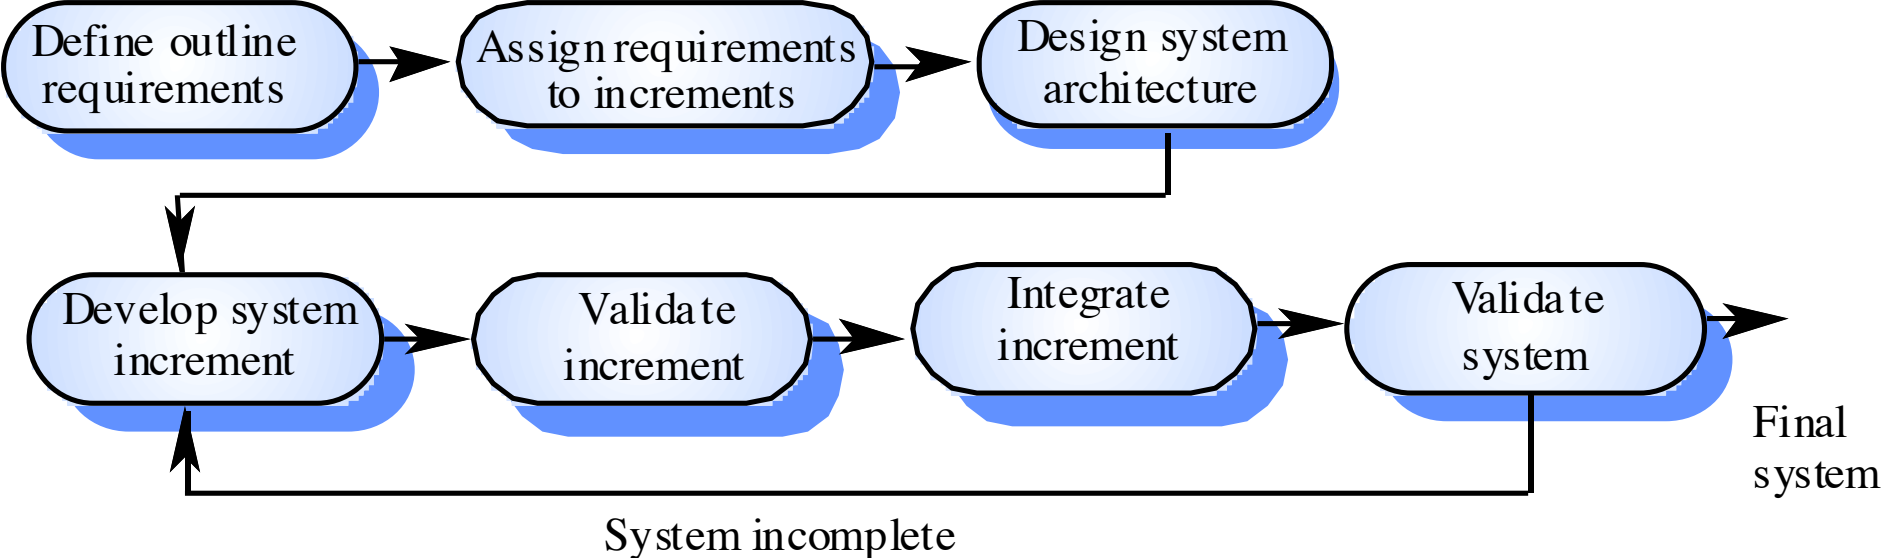 Define outline
requirements
Assign requirements
to increments
Design system
architecture
Develop system
increment
Validate
increment
Integrate
increment
Validate
system
Final
system
System incomplete